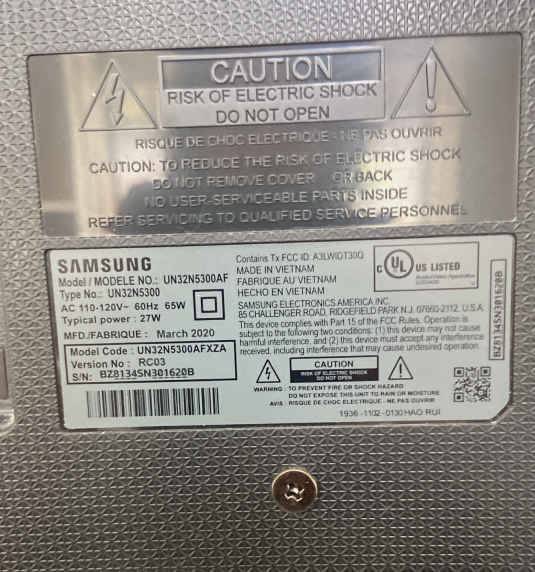 CAUTION
RISK OF ELECTRIC SHOCK
DO NOT OPEN
RISQUE DE CHOC ELECTRIQUE - NE PAS OUVRIR
CAUTION: TO REDUCE THE RISK OF ELECTRIC SHOCK
DO NOT REMOVE COVER OR BACK
NO USER-SERVICEABLE PARTS INSIDE
REFER SERVICING TO QUALIFIED SERVICE PERSONNEL
SAMSUNG
Model / MODELE NO.: UN32N5300AF
Type No.: UN32N5300
AC 110-120V~ 60Hz 65W
Typical power : 27W
MFD./FABRIQUE : March 2020
Model Code : UN32N5300AFXZA
Version No : RC03
S/N: BZ8134SN301620B
Contains Tx FCC ID: A3LWIDT30Q
MADE IN VIETNAM
FABRIQUE AU VIETNAM
HECHO EN VIETNAM
SAMSUNG ELECTRONICS AMERICA INC.
85 CHALLENGER ROAD, RIDGEFIELD PARK N.J. 07660-2112, U.S.A
This device complies with Part 15 of the FCC Rules. Operation is
subject to the following two conditions: (1) this device may not cause
harmful interference, and (2) this device must accept any interference
received, including interference that may cause undesired operation.
C UL US LISTED
CAUTION
RISK OF ELECTRIC SHOCK
DO NOT OPEN
WARNING : TO PREVENT FIRE OR SHOCK HAZARD
DO NOT EXPOSE THIS UNIT TO RAIN OR MOISTURE
AVIS : RISQUE DE CHOC ELECTRIQUE - NE PAS OUVRIR
1936-1102-0130 HAO RUI
BZ8134SN301620B